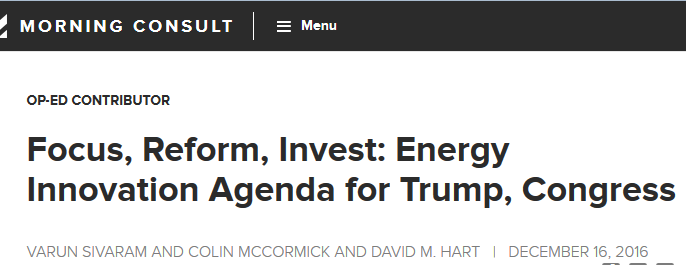 MORNING CONSULT
Menu
OP-ED CONTRIBUTOR
Focus, Reform, Invest: Energy
Innovation Agenda for Trump, Congress
VARUN SIVARAM AND COLIN MCCORMICK AND DAVID M. HART | DECEMBER 16, 2016